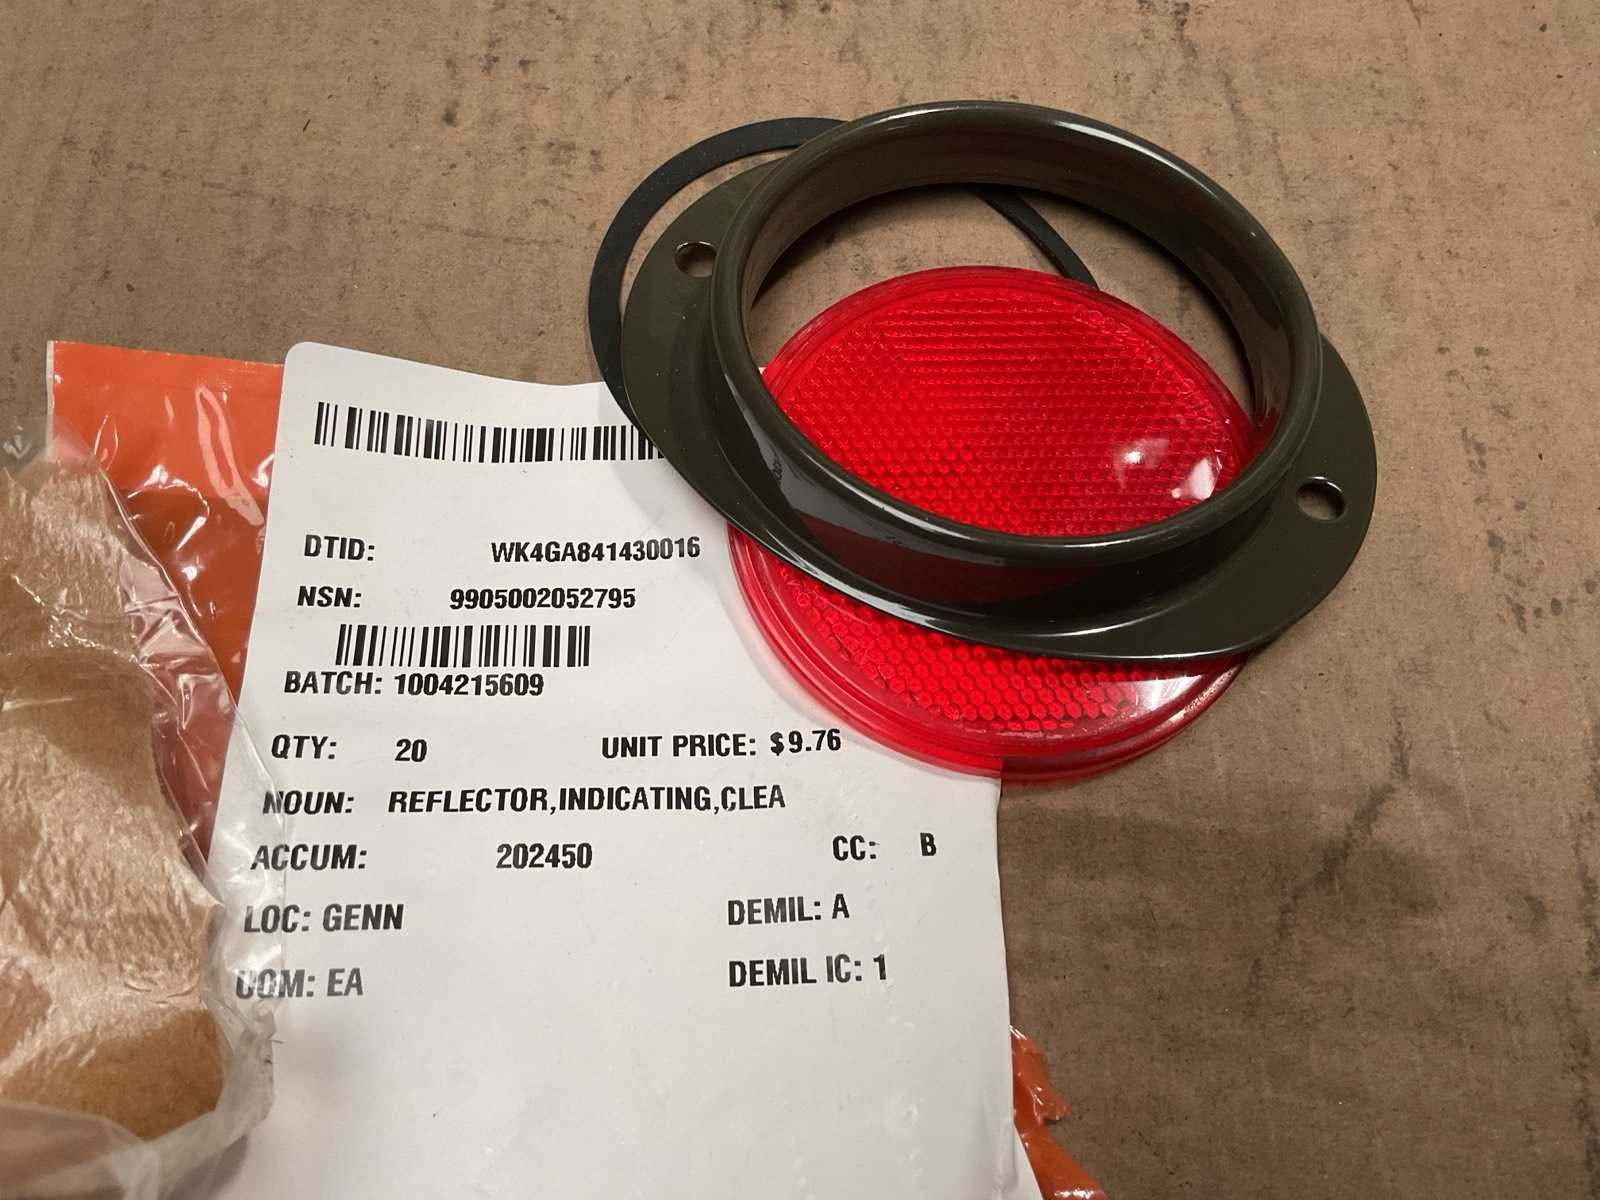 DTID: WK4GA841430016
NSN: 9905002052795
BATCH: 1004215609
QTY: 20 UNIT PRICE: $9.76
NOUN: REFLECTOR,INDICATING,CLEA
ACCUM: 202450 CC: B
LOC: GENN DEMIL: A
UOM: EA DEMIL IC: 1